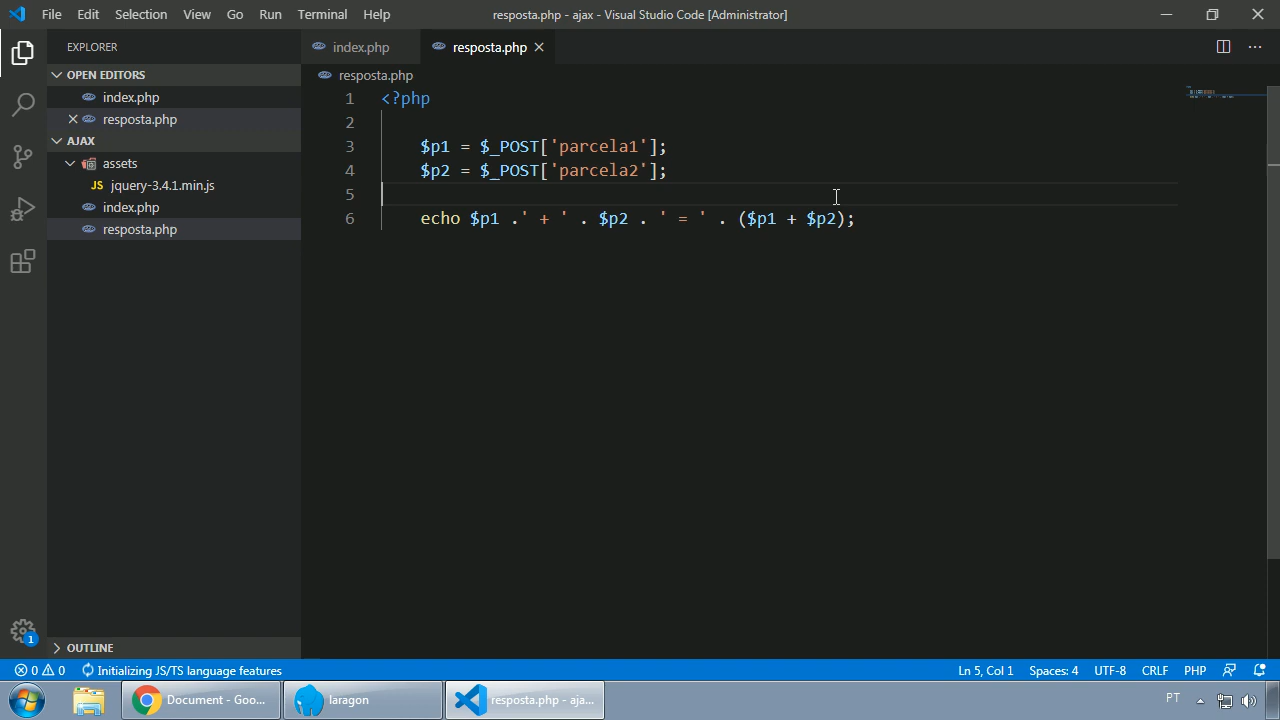 File Edit Selection View Go Run Terminal Help
resposta.php - ajax - Visual Studio Code [Administrator]
EXPLORER
OPEN EDITORS
index.php
resposta.php
AJAX
assets
JS jquery-3.4.1.min.js
index.php
resposta.php
OUTLINE
index.php
resposta.php
resposta.php
1 <?php
2
3 $p1 = $_POST['parcela1'];
4 $p2 = $_POST['parcela2'];
5
6 echo $p1 .' + ' . $p2 . ' = ' . ($p1 + $p2);
1
0 0 Initializing JS/TS language features
Ln 5, Col 1 Spaces: 4 UTF-8 CRLF PHP
Document - Goo...
laragon
resposta.php - aja...
PT